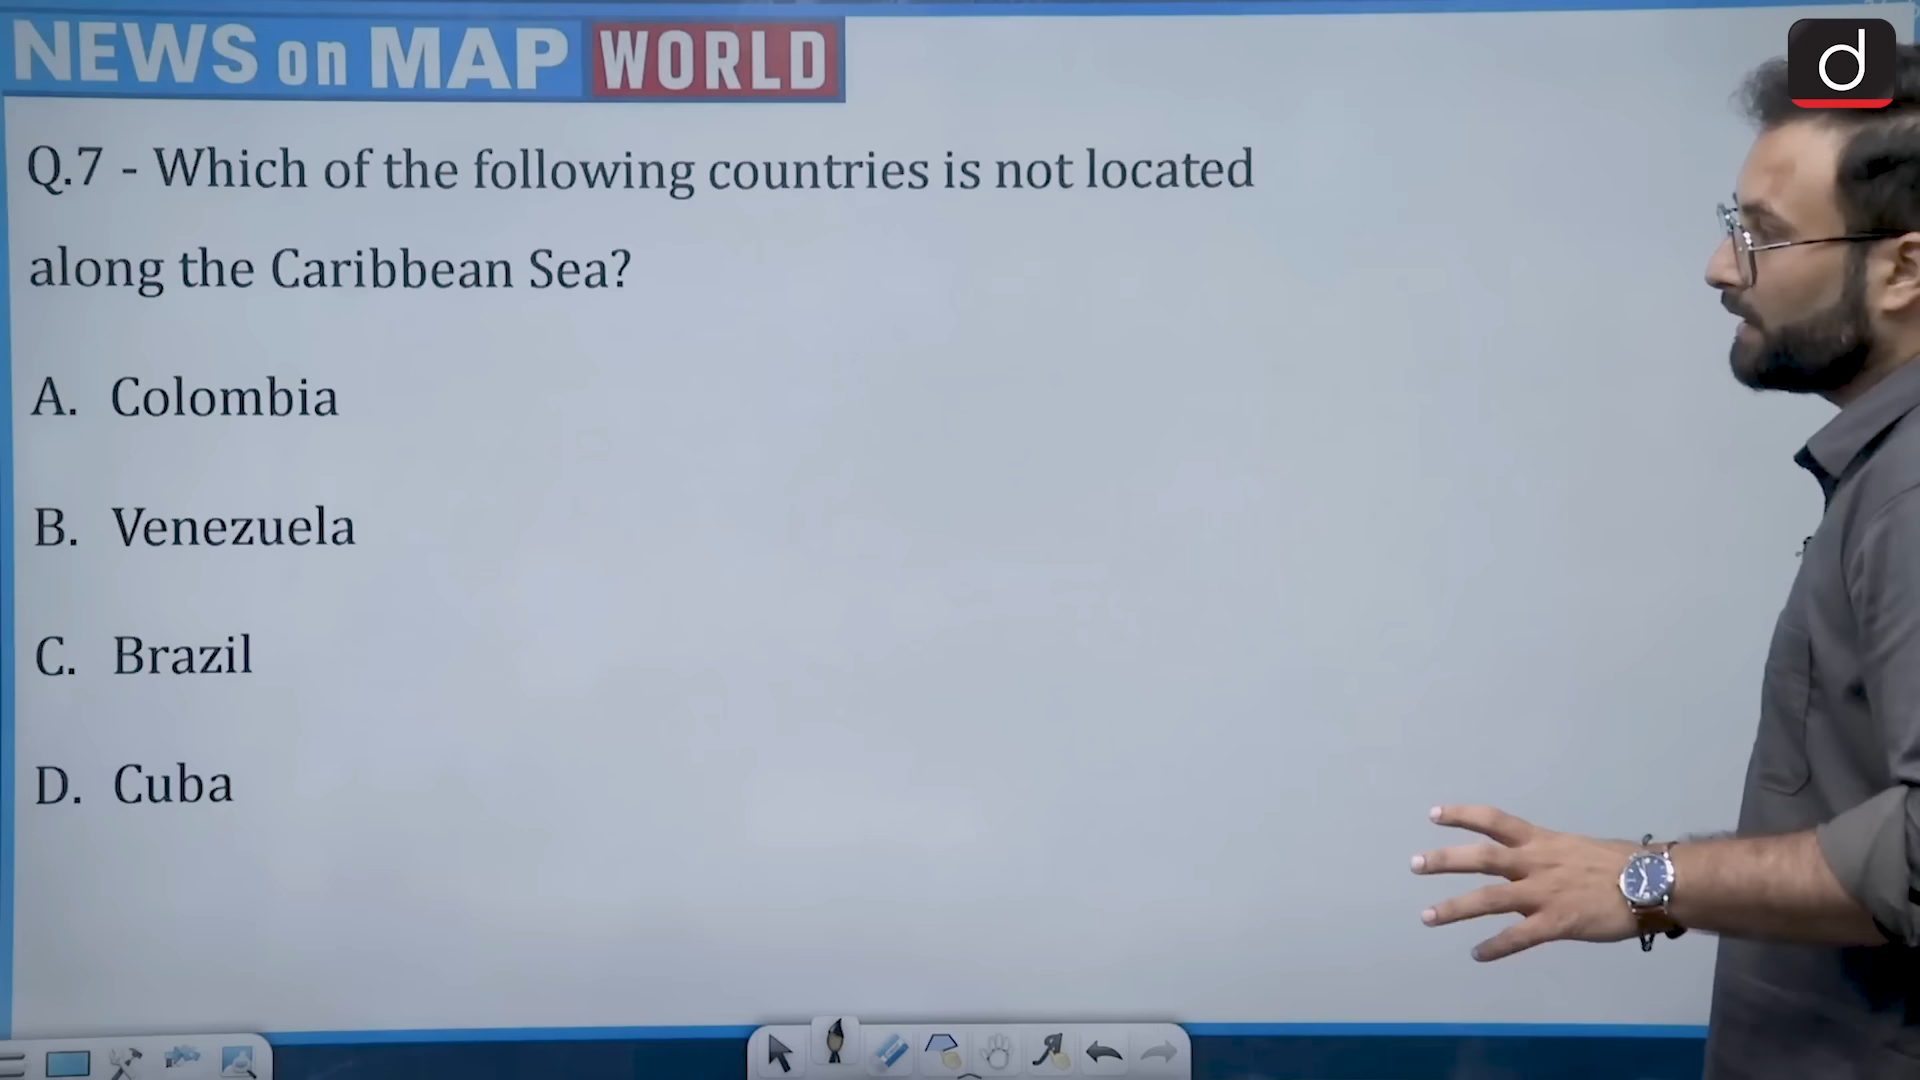 NEWS on MAP WORLD
d
Q.7 - Which of the following countries is not located
along the Caribbean Sea?
A. Colombia
B. Venezuela
C. Brazil
D. Cuba